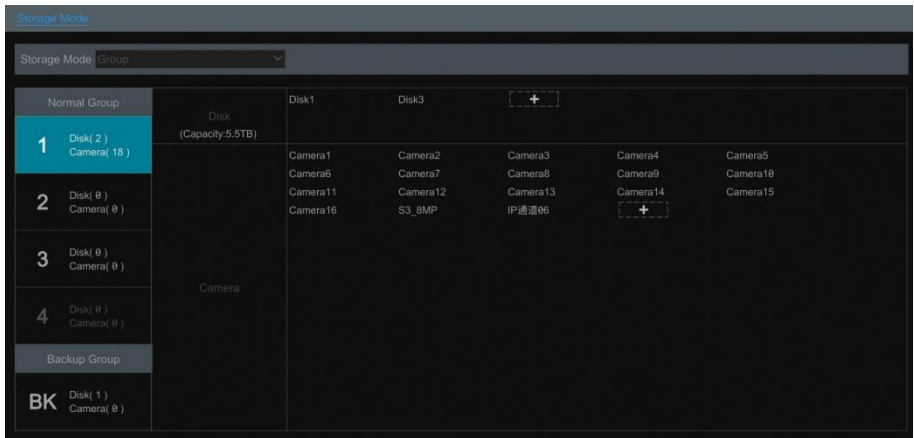 Storage Mode
Storage Mode Group
Normal Group
1 Disk( 2 )
Camera( 18 )
2 Disk( 0 )
Camera( 0 )
3 Disk( 0 )
Camera( 0 )
4 Disk( 0 )
Camera( 0 )
Backup Group
BK Disk( 1 )
Camera( 0 )
Disk
(Capacity:5.5TB)
Disk1 Disk3 +
Camera
Camera1 Camera2 Camera3 Camera4 Camera5
Camera6 Camera7 Camera8 Camera9 Camera10
Camera11 Camera12 Camera13 Camera14 Camera15
Camera16 S3_8MP IP通道06 +